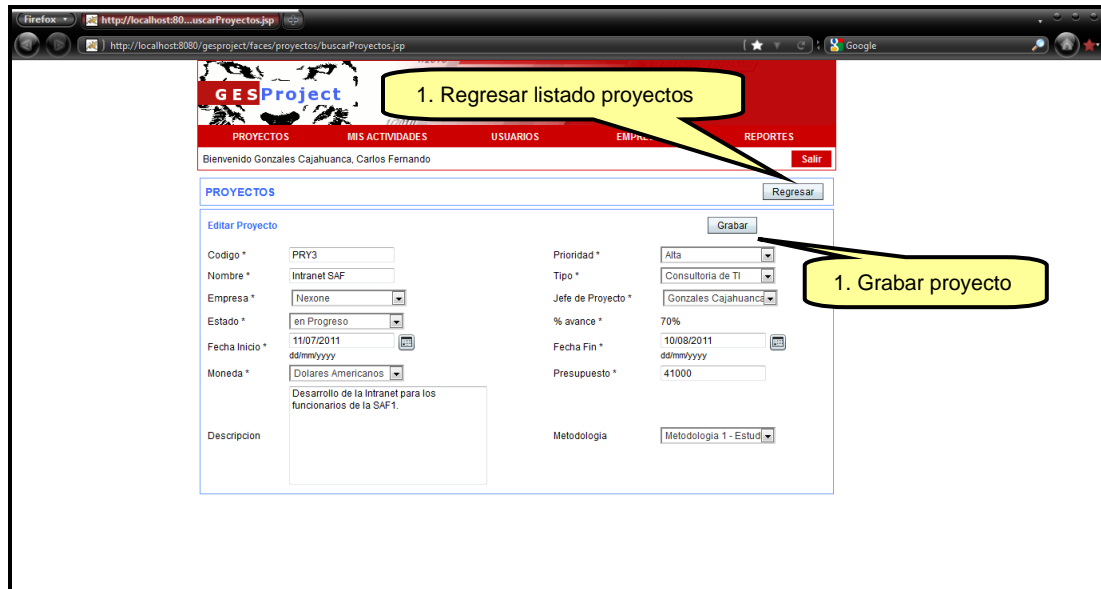 Firefox
http://localhost:80...uscarProyectos.jsp
http://localhost:8080/gesproject/faces/proyectos/buscarProyectos.jsp
Google
GESProject
1. Regresar listado proyectos
PROYECTOS MIS ACTIVIDADES USUARIOS REPORTES
Bienvenido Gonzales Cajahuanca, Carlos Fernando Salir
PROYECTOS Regresar
Editar Proyecto Grabar
Codigo * PRY3 Prioridad * Alta
Nombre * Intranet SAF Tipo * Consultoria de TI
1. Grabar proyecto
Empresa * Nexone Jefe de Proyecto * Gonzales Cajahuanca
Estado * en Progreso % avance * 70%
Fecha Inicio * 11/07/2011 Fecha Fin * 10/08/2011
dd/mm/yyyy dd/mm/yyyy
Moneda * Dolares Americanos Presupuesto * 41000
Desarrollo de la Intranet para los
funcionarios de la SAF1.
Descripcion Metodologia Metodologia 1 - Estud